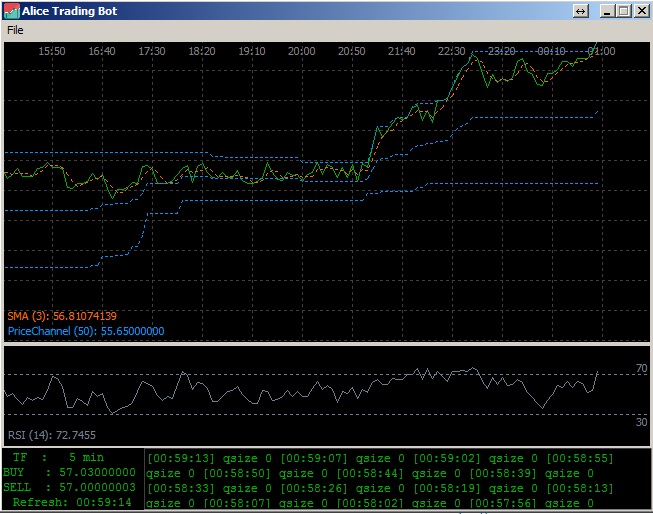 Alice Trading Bot
File
15:50 16:40 17:30 18:20 19:10 20:00 20:50 21:40 22:30 23:20 00:10 01:00
SMA (3): 56.81074139
PriceChannel (50): 55.65000000
70
30
RSI (14): 72.7455
TF : 5 min
BUY : 57.03000000
SELL : 57.00000003
Refresh: 00:59:14
[00:59:13] qsize 0 [00:59:07] qsize 0 [00:59:02] qsize 0 [00:58:55]
qsize 0 [00:58:50] qsize 0 [00:58:44] qsize 0 [00:58:39] qsize 0
[00:58:33] qsize 0 [00:58:26] qsize 0 [00:58:19] qsize 0 [00:58:13]
qsize 0 [00:58:07] qsize 0 [00:58:02] qsize 0 [00:57:56] qsize 0